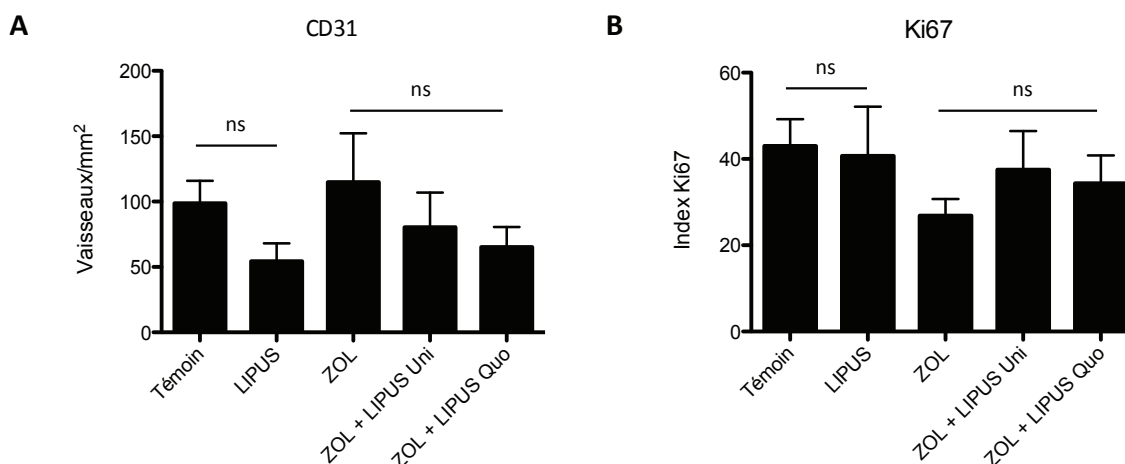 A
CD31
Vaisseaux/mm2
200
150
100
50
0
ns
ns
Témoin
LIPUS
ZOL
ZOL + LIPUS Uni
ZOL + LIPUS Quo
B
Ki67
Index Ki67
60
40
20
0
ns
ns
Témoin
LIPUS
ZOL
ZOL + LIPUS Uni
ZOL + LIPUS Quo